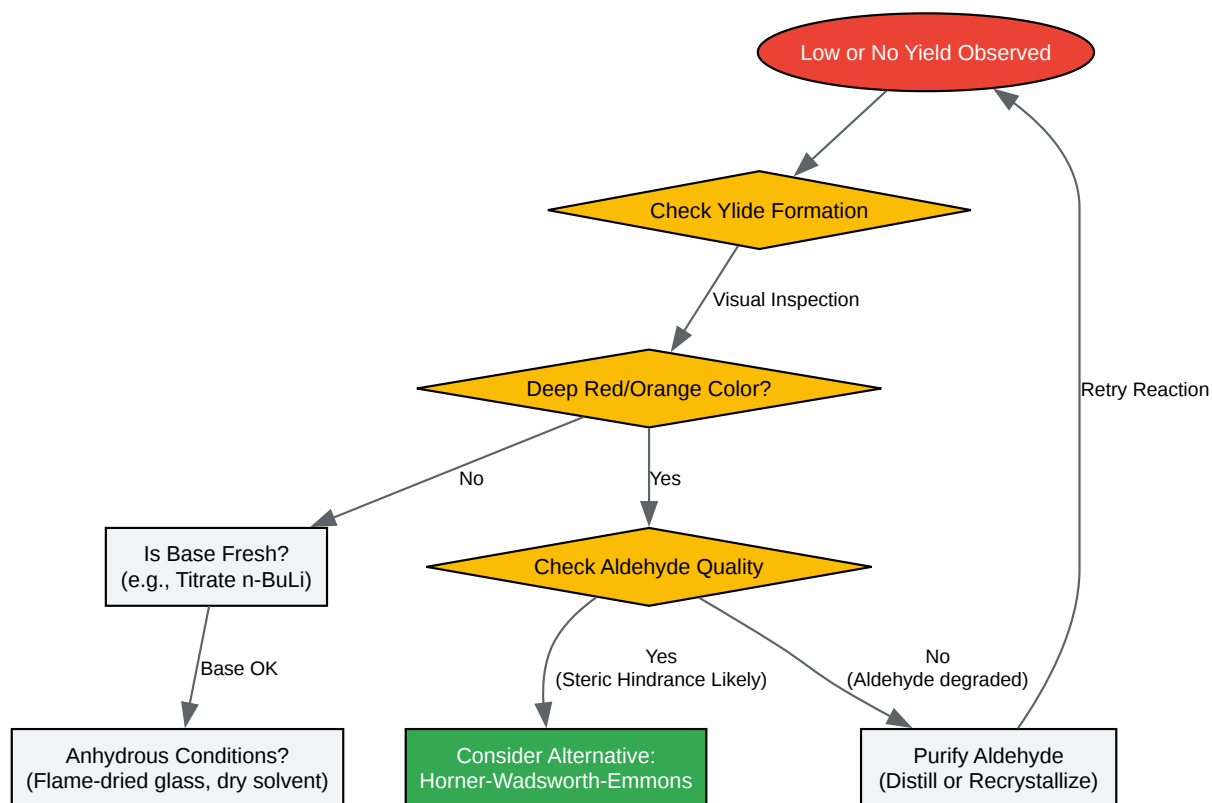 Low or No Yield Observed
Check Ylide Formation
Visual Inspection
Deep Red/Orange Color?
Retry Reaction
No
Yes
Is Base Fresh?
(e.g., Titrate n-BuLi)
Check Aldehyde Quality
Base OK
Yes
(Steric Hindrance Likely)
No
(Aldehyde degraded)
Anhydrous Conditions?
(Flame-dried glass, dry solvent)
Consider Alternative:
Horner-Wadsworth-Emmons
Purify Aldehyde
(Distill or Recrystallize)